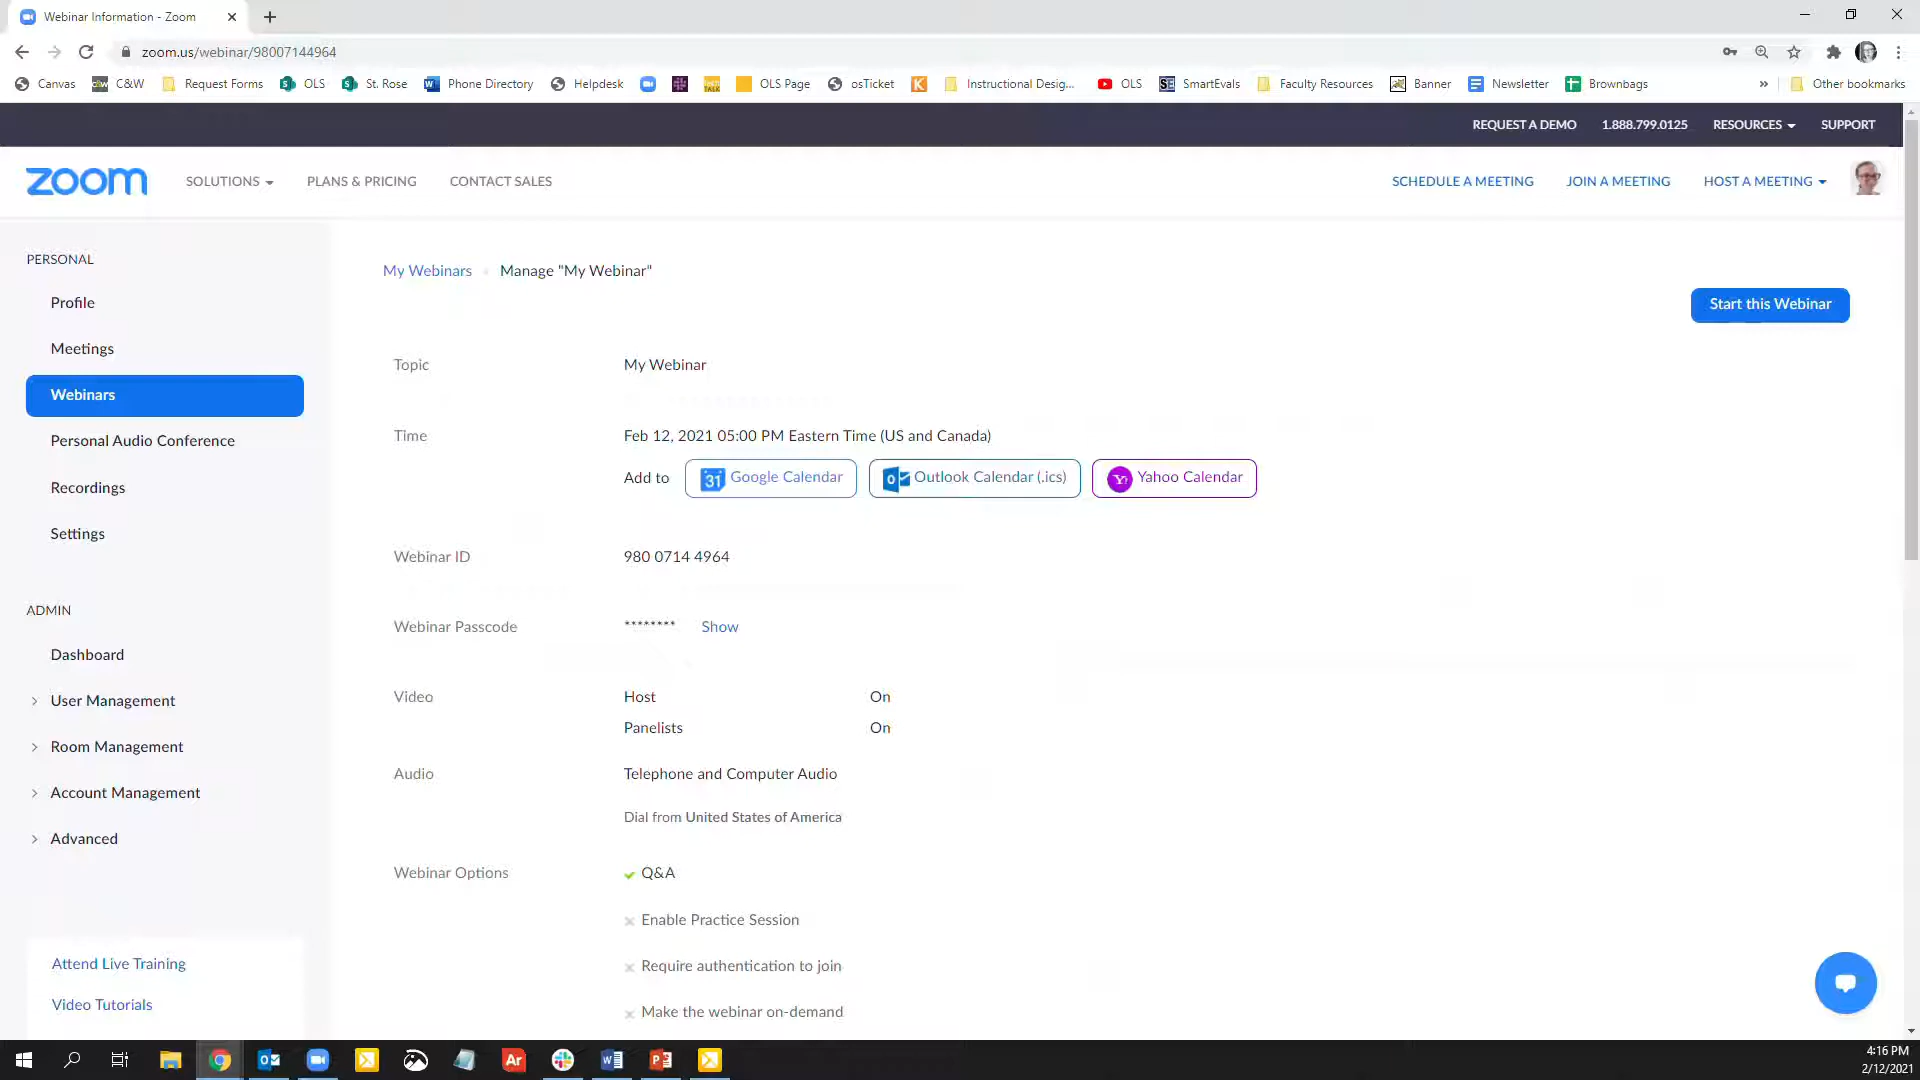 Webinar Information - Zoom
zoom.us/webinar/98007144964
Canvas C&W Request Forms OLS St. Rose Phone Directory Helpdesk OLS Page osTicket Instructional Desig... OLS SmartEvals Faculty Resources Banner Newsletter Brownbags » Other bookmarks
REQUEST A DEMO 1.888.799.0125 RESOURCES SUPPORT
zoom SOLUTIONS PLANS & PRICING CONTACT SALES SCHEDULE A MEETING JOIN A MEETING HOST A MEETING
PERSONAL
Profile
Meetings
Webinars
Personal Audio Conference
Recordings
Settings
ADMIN
Dashboard
User Management
Room Management
Account Management
Advanced
Attend Live Training
Video Tutorials
My Webinars Manage "My Webinar"
Start this Webinar
Topic My Webinar
Time Feb 12, 2021 05:00 PM Eastern Time (US and Canada)
Add to 31 Google Calendar Outlook Calendar (.ics) Yahoo Calendar
Webinar ID 980 0714 4964
Webinar Passcode ******** Show
Video Host On
Panelists On
Audio Telephone and Computer Audio
Dial from United States of America
Webinar Options Q&A
Enable Practice Session
Require authentication to join
Make the webinar on-demand
4:16 PM
2/12/2021